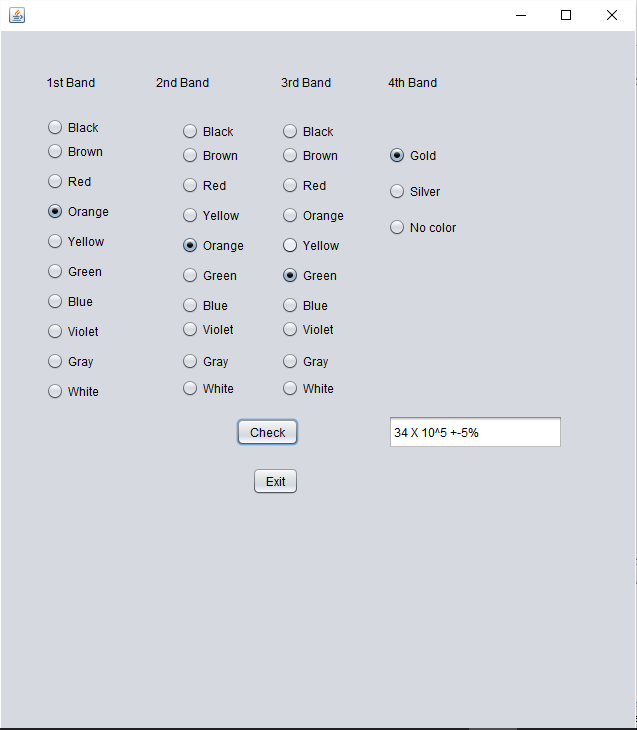 1st Band 2nd Band 3rd Band 4th Band
Black Black Black
Brown Brown Brown Gold
Red Red Red Silver
Orange Yellow Orange No color
Yellow Orange Yellow
Green Green Green
Blue Blue Blue
Violet Violet Violet
Gray Gray Gray
White White White
Check 34 X 10^5 +-5%
Exit